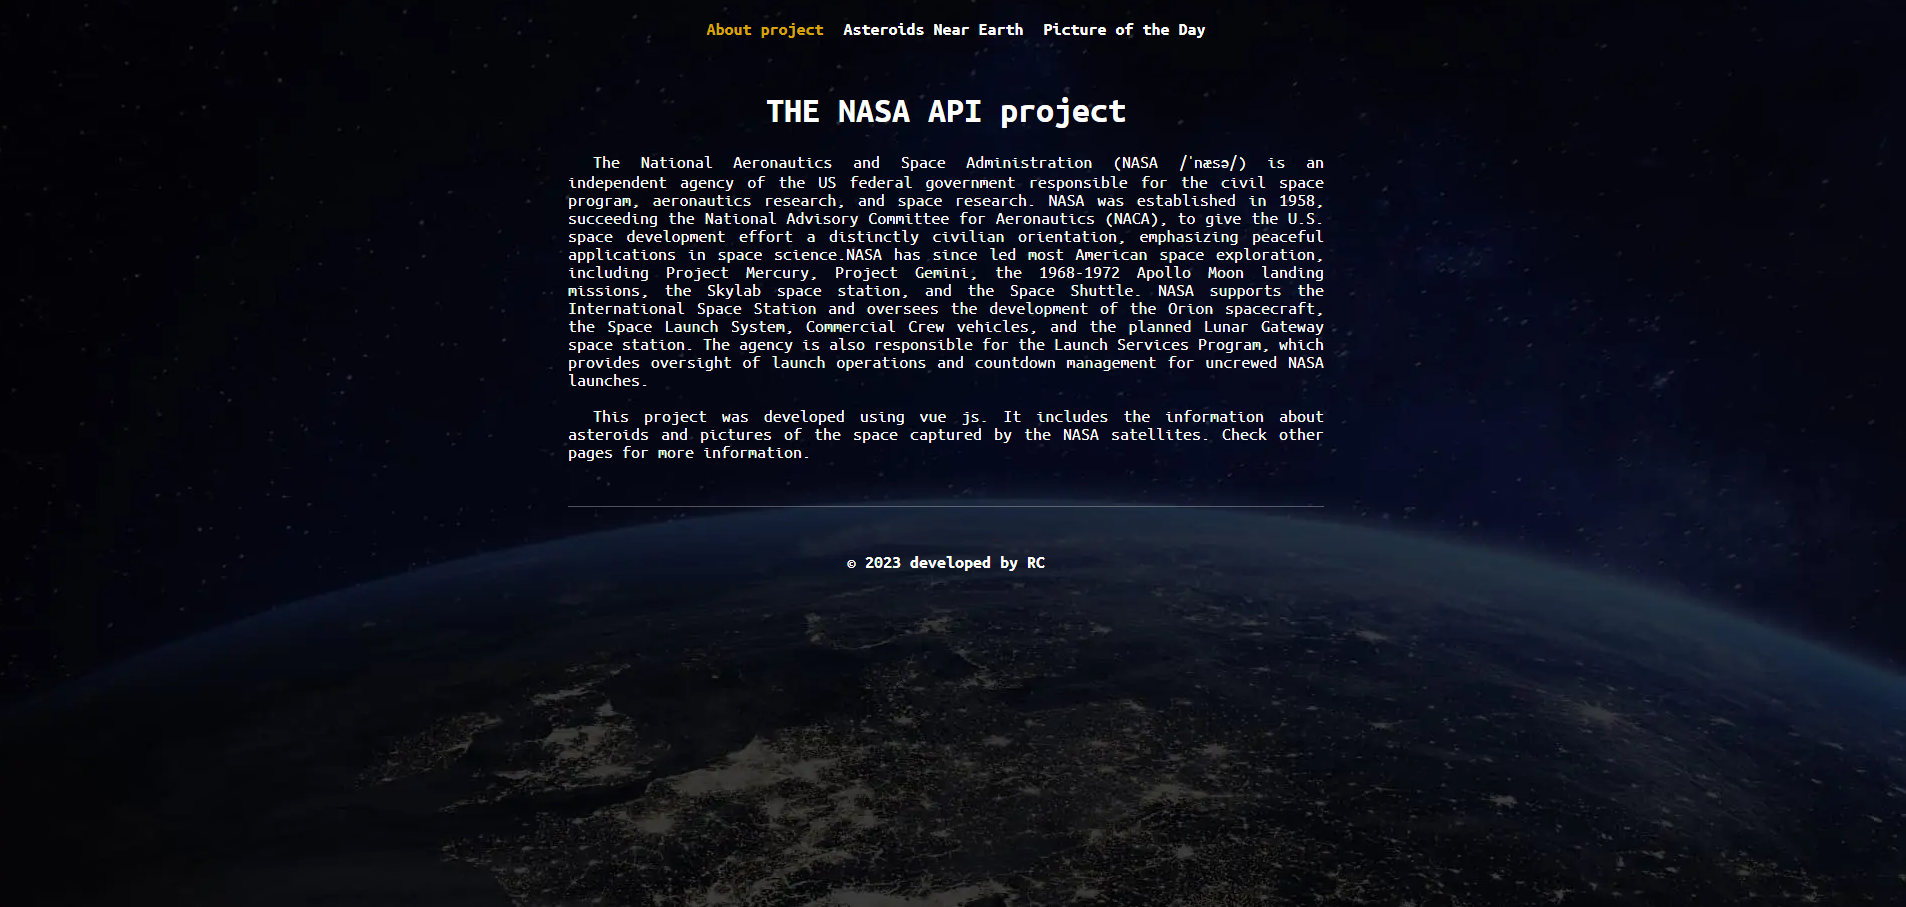 About project Asteroids Near Earth Picture of the Day
THE NASA API project
The National Aeronautics and Space Administration (NASA /ˈnæsə/) is an
independent agency of the US federal government responsible for the civil space
program, aeronautics research, and space research. NASA was established in 1958,
succeeding the National Advisory Committee for Aeronautics (NACA), to give the U.S.
space development effort a distinctly civilian orientation, emphasizing peaceful
applications in space science.NASA has since led most American space exploration,
including Project Mercury, Project Gemini, the 1968-1972 Apollo Moon landing
missions, the Skylab space station, and the Space Shuttle. NASA supports the
International Space Station and oversees the development of the Orion spacecraft,
the Space Launch System, Commercial Crew vehicles, and the planned Lunar Gateway
space station. The agency is also responsible for the Launch Services Program, which
provides oversight of launch operations and countdown management for uncrewed NASA
launches.
This project was developed using vue js. It includes the information about
asteroids and pictures of the space captured by the NASA satellites. Check other
pages for more information.
© 2023 developed by RC